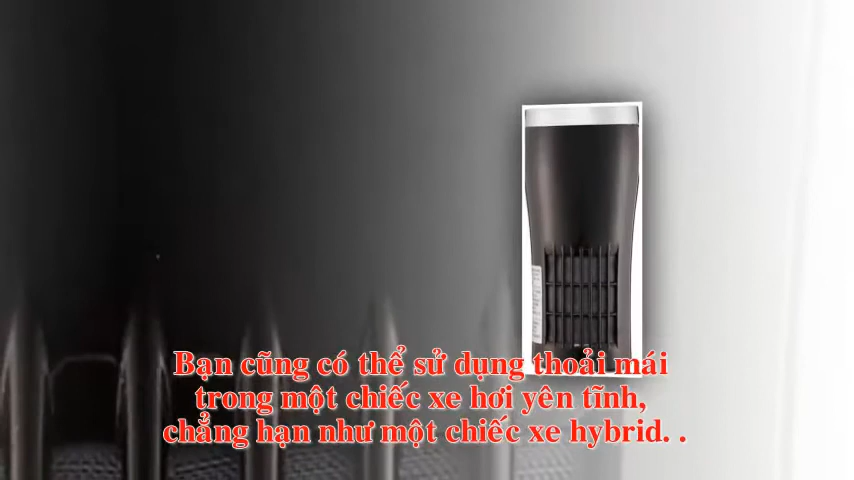 Bạn cũng có thể sử dụng thoải mái
trong một chiếc xe hơi yên tĩnh,
chẳng hạn như một chiếc xe hybrid. .